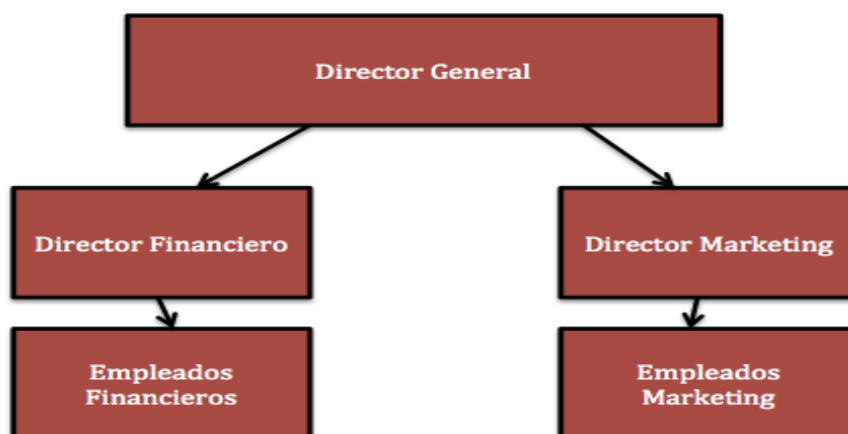 Director General
Director Financiero
Director Marketing
Empleados
Financieros
Empleados
Marketing